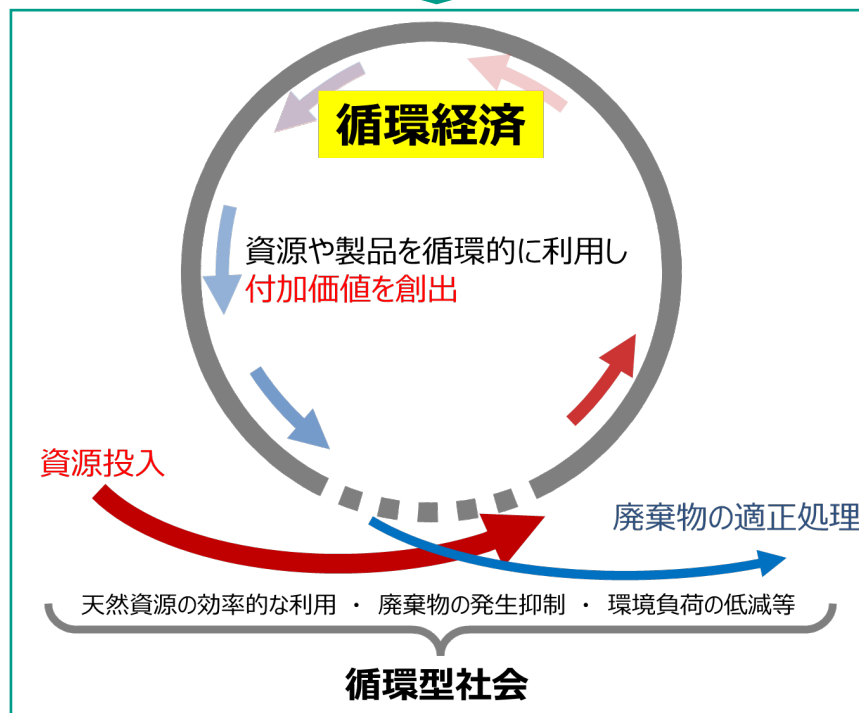 循環経済
資源や製品を循環的に利用し
付加価値を創出
資源投入
廃棄物の適正処理
天然資源の効率的な利用 ・ 廃棄物の発生抑制 ・ 環境負荷の低減等
循環型社会